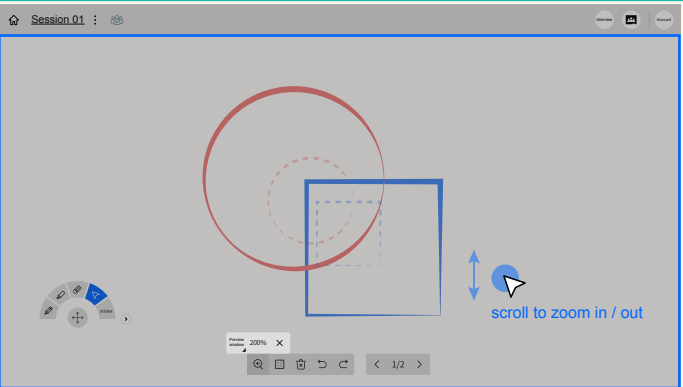 Session 01
Attendee
Account
scroll to zoom in / out
sticker
Preview
window
200%
1/2